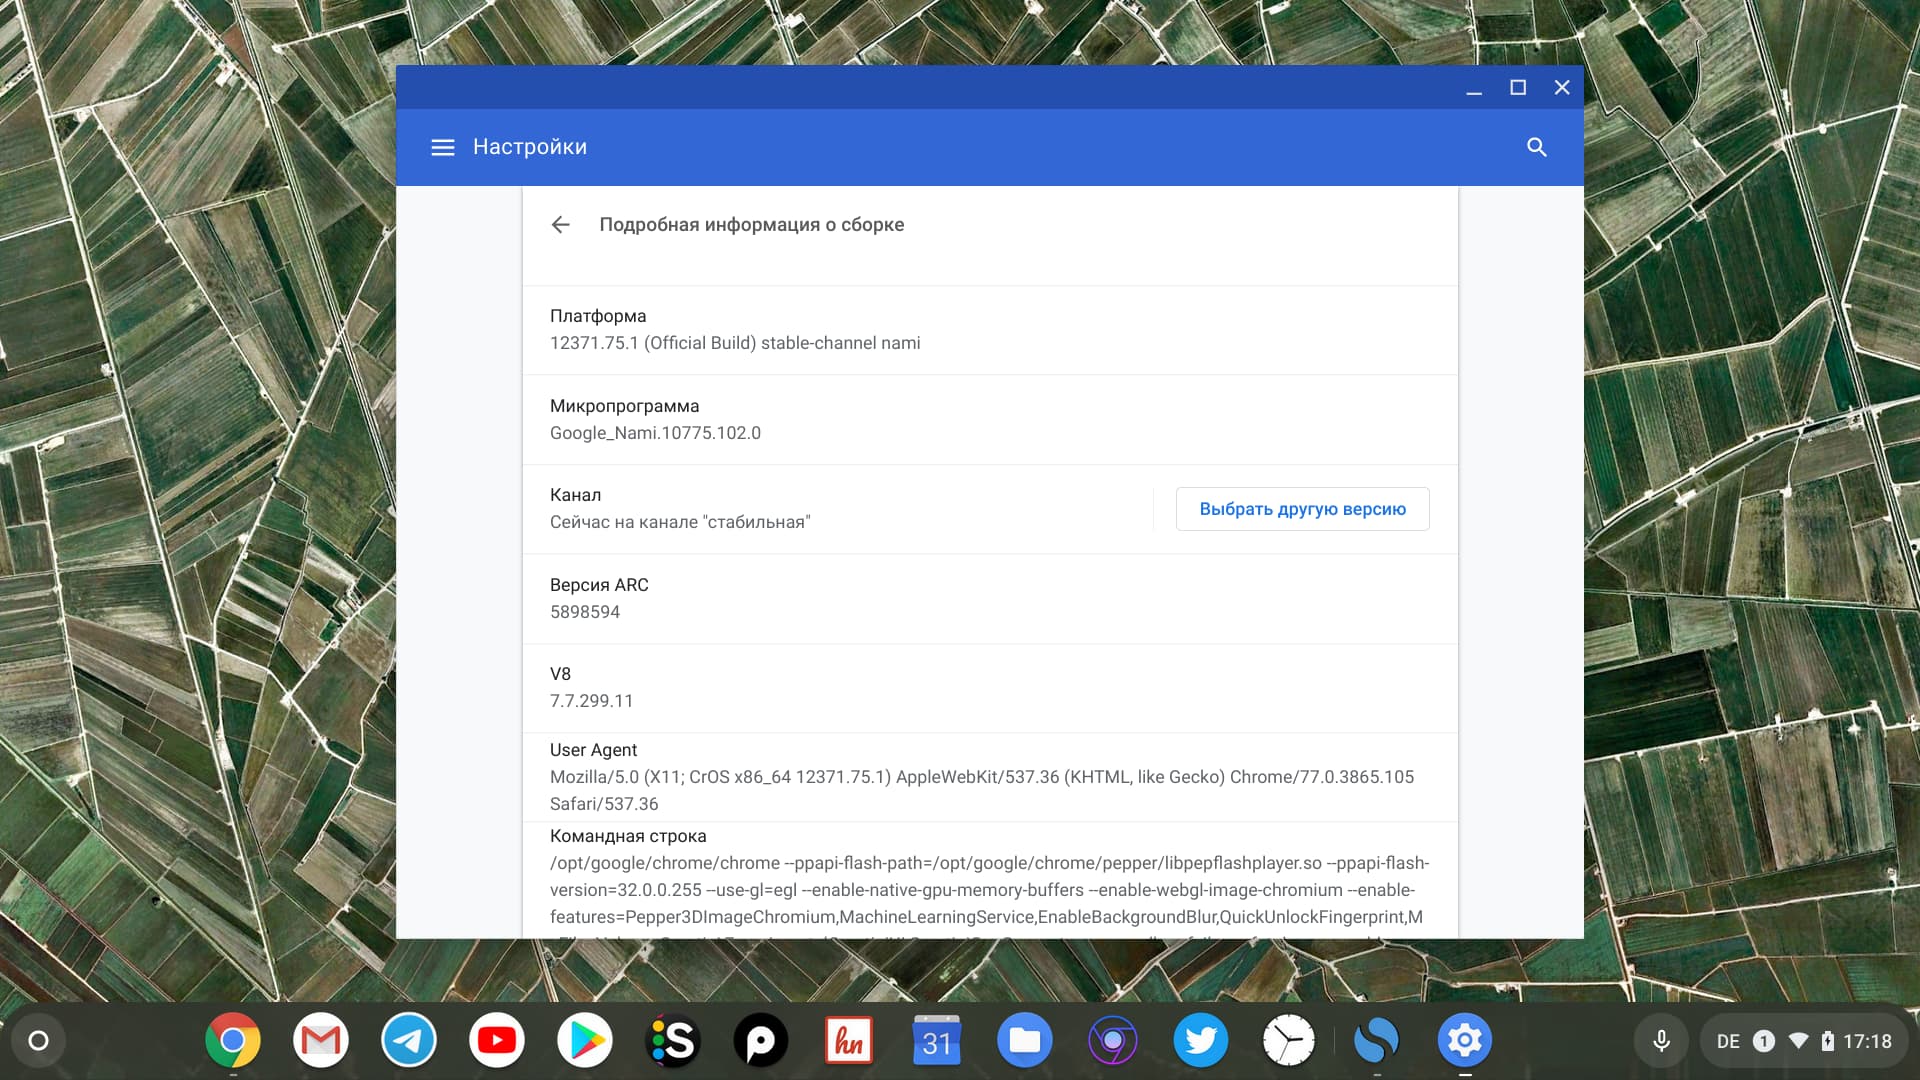 Настройки
Подробная информация о сборке
Платформа
12371.75.1 (Official Build) stable-channel nami
Микропрограмма
Google_Nami.10775.102.0
Канал
Сейчас на канале "стабильная"
Выбрать другую версию
Версия ARC
5898594
V8
7.7.299.11
User Agent
Mozilla/5.0 (X11; CrOS x86_64 12371.75.1) AppleWebKit/537.36 (KHTML, like Gecko) Chrome/77.0.3865.105
Safari/537.36
Командная строка
/opt/google/chrome/chrome --ppapi-flash-path=/opt/google/chrome/pepper/libpepflashplayer.so --ppapi-flash-
version=32.0.0.255 --use-gl=egl --enable-native-gpu-memory-buffers --enable-webgl-image-chromium --enable-
features=Pepper3DImageChromium,MachineLearningService,EnableBackgroundBlur,QuickUnlockFingerprint,M
S
hn
31
DE 1 17:18